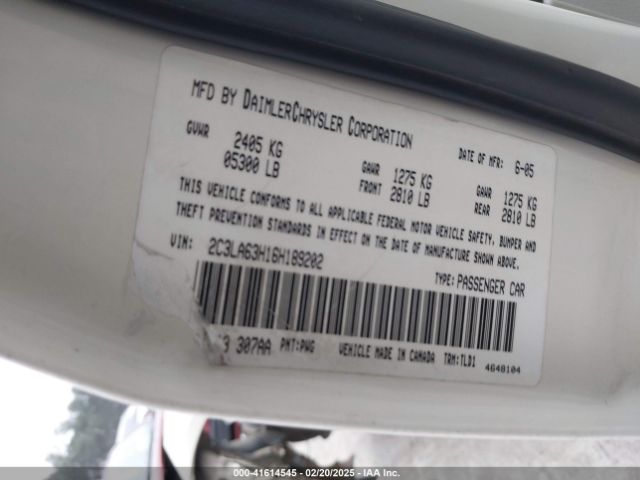 MFD BY DAIMLERCHRYSLER CORPORATION
DATE OF MFR: 6-05
GVWR 2405 KG 05300 LB
GAWR FRONT 1275 KG 2810 LB
GAWR REAR 1275 KG 2810 LB
THIS VEHICLE CONFORMS TO ALL APPLICABLE FEDERAL MOTOR VEHICLE SAFETY, BUMPER AND
THEFT PREVENTION STANDARDS IN EFFECT ON THE DATE OF MANUFACTURE SHOWN ABOVE.
VIN: 2C3LA63H16H189202
TYPE: PASSENGER CAR
307AA PNT:PWG VEHICLE MADE IN CANADA TRM:TLD1
4648104
000-41614545 - 02/20/2025 - IAA Inc.